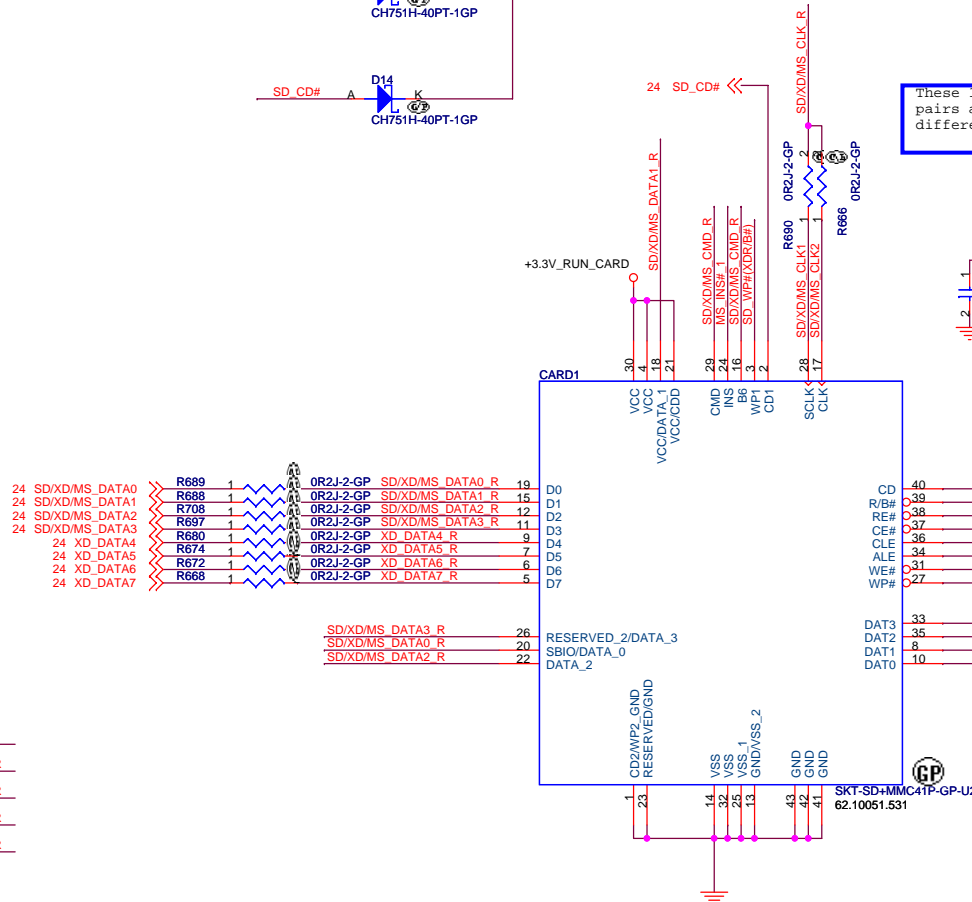 CH751H-40PT-1GP
SD_CD#
A
D14
K
CH751H-40PT-1GP
24 SD_CD#
SD/XD/MS_CLK_R
These
pairs
differe
0R2J-2-GP
2
0R2J-2-GP
R690
1
1
R666
SD/XD/MS_DATA1_R
+3.3V_RUN_CARD
SD/XD/MS_CMD_R
MS_INS#_1
SD/XD/MS_CMD_R
SD_WP#(XDR/B#)
SD/XD/MS_CLK1
SD/XD/MS_CLK2
1
2
CARD1
30
4
18
21
29
24
16
3
2
28
17
VCC
VCC
VCC/DATA_1
VCC/CDD
CMD
INS
B6
WP1
CD1
SCLK
CLK
24 SD/XD/MS_DATA0 R689 1 0R2J-2-GP SD/XD/MS_DATA0_R 19 D0
24 SD/XD/MS_DATA1 R688 1 0R2J-2-GP SD/XD/MS_DATA1_R 15 D1
24 SD/XD/MS_DATA2 R708 1 0R2J-2-GP SD/XD/MS_DATA2_R 12 D2
24 SD/XD/MS_DATA3 R697 1 0R2J-2-GP SD/XD/MS_DATA3_R 11 D3
24 XD_DATA4 R680 1 0R2J-2-GP XD_DATA4_R 9 D4
24 XD_DATA5 R674 1 0R2J-2-GP XD_DATA5_R 7 D5
24 XD_DATA6 R672 1 0R2J-2-GP XD_DATA6_R 6 D6
24 XD_DATA7 R668 1 0R2J-2-GP XD_DATA7_R 5 D7
CD 40
R/B# 39
RE# 38
CE# 37
CLE 36
ALE 34
WE# 31
WP# 27
SD/XD/MS_DATA3_R 26 RESERVED_2/DATA_3
SD/XD/MS_DATA0_R 20 SBIO/DATA_0
SD/XD/MS_DATA2_R 22 DATA_2
DAT3 33
DAT2 35
DAT1 8
DAT0 10
CD2/WP2_GND
RESERVED/GND
VSS
VSS
VSS_1
GND/VSS_2
GND
GND
GND
1
23
14
32
25
13
43
42
41
GP
SKT-SD+MMC41P-GP-U2
62.10051.531